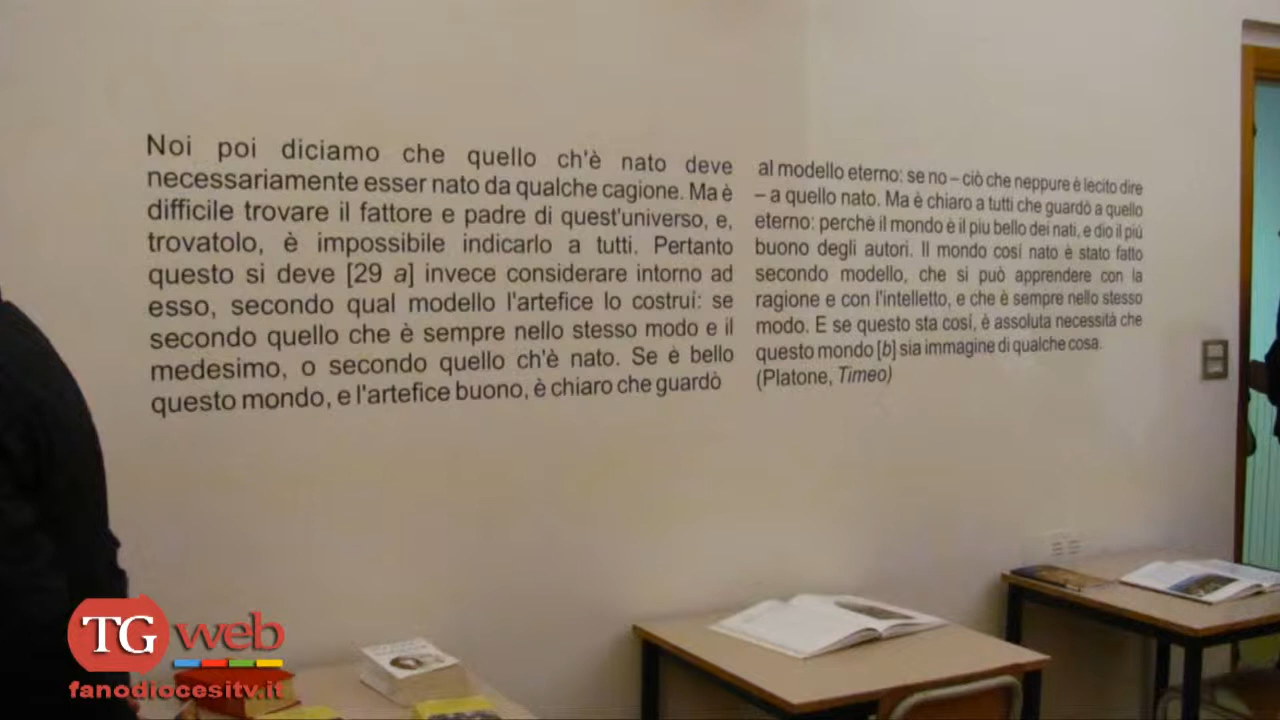 Noi poi diciamo che quello ch'è nato deve
necessariamente esser nato da qualche cagione. Ma è
difficile trovare il fattore e padre di quest'universo, e,
trovatolo, è impossibile indicarlo a tutti. Pertanto
questo si deve [29 a] invece considerare intorno ad
esso, secondo qual modello l'artefice lo costruí: se
secondo quello che è sempre nello stesso modo e il
medesimo, o secondo quello ch'è nato. Se è bello
questo mondo, e l'artefice buono, è chiaro che guardò
al modello eterno: se no – ciò che neppure è lecito dire
– a quello nato. Ma è chiaro a tutti che guardò a quello
eterno: perchè il mondo è il piu bello dei nati, e dio il piú
buono degli autori. Il mondo cosí nato è stato fatto
secondo modello, che si può apprendere con la
ragione e con l'intelletto, e che è sempre nello stesso
modo. E se questo sta cosí, è assoluta necessità che
questo mondo [b] sia immagine di qualche cosa.
(Platone, Timeo)
TG web
fanodiocesitv.it